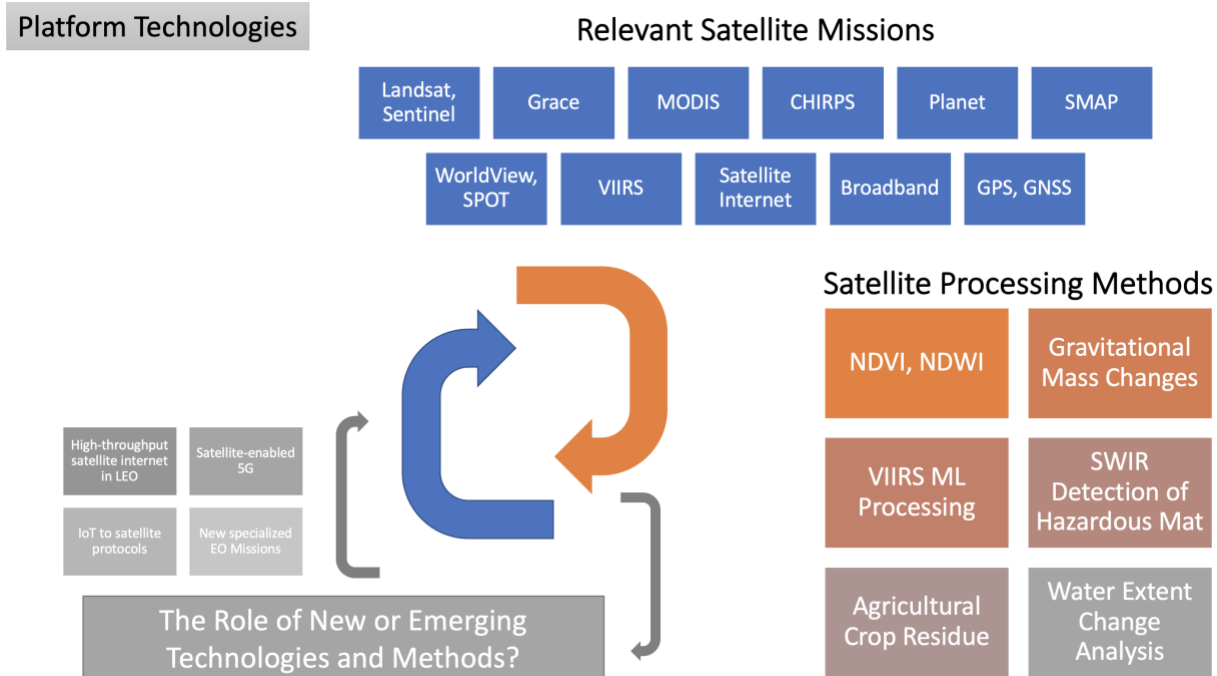 Platform Technologies
Relevant Satellite Missions
Landsat,
Sentinel
Grace
MODIS
CHIRPS
Planet
SMAP
WorldView,
SPOT
VIIRS
Satellite
Internet
Broadband
GPS, GNSS
Satellite Processing Methods
NDVI, NDWI
Gravitational
Mass Changes
VIIRS ML
Processing
SWIR
Detection of
Hazardous Mat
Agricultural
Crop Residue
Water Extent
Change
Analysis
High-throughput
satellite internet
in LEO
Satellite-enabled
5G
IoT to satellite
protocols
New specialized
EO Missions
The Role of New or Emerging
Technologies and Methods?